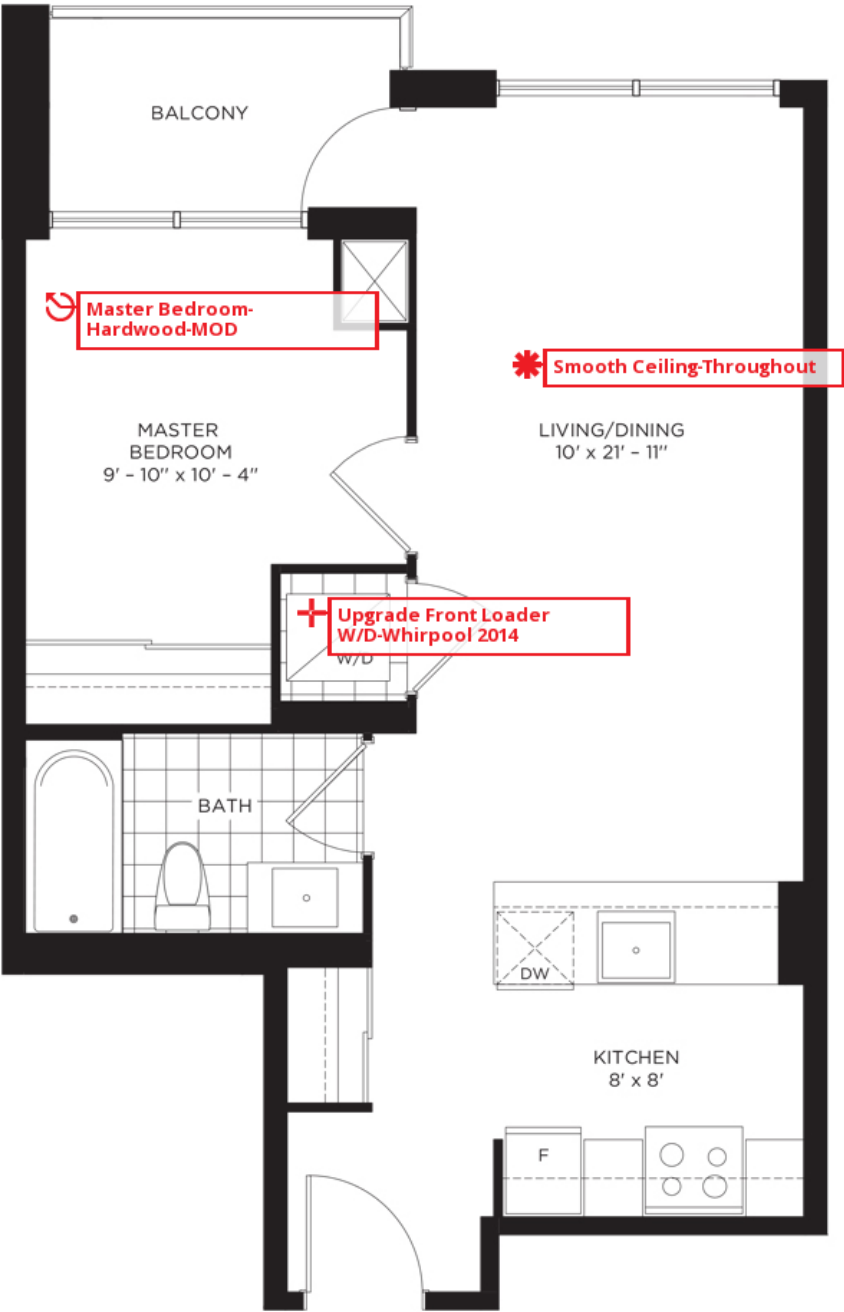 BALCONY
Master Bedroom-
Hardwood-MOD
Smooth Ceiling-Throughout
MASTER
BEDROOM
9' – 10" x 10' – 4"
LIVING/DINING
10' x 21' – 11"
Upgrade Front Loader
W/D-Whirpool 2014
W/D
BATH
DW
KITCHEN
8' x 8'
F